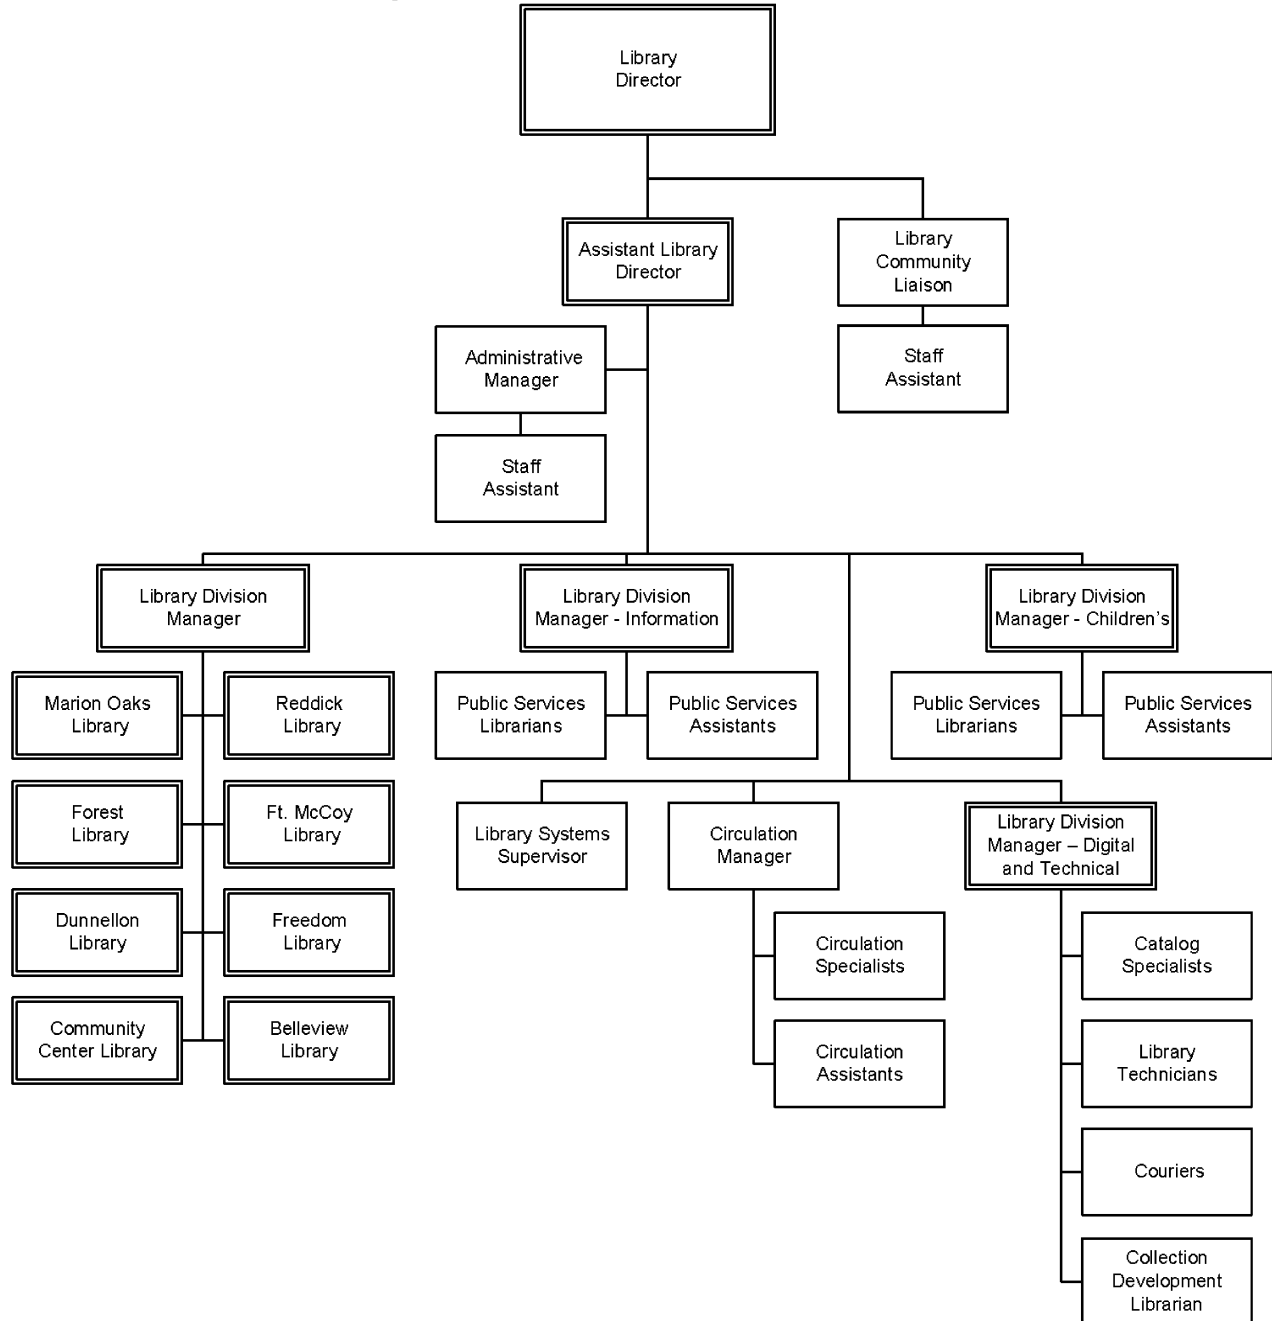 Library
Director
Assistant Library
Director
Library
Community
Liaison
Administrative
Manager
Staff
Assistant
Staff
Assistant
Library Division
Manager
Library Division
Manager - Information
Library Division
Manager - Children's
Marion Oaks
Library
Reddick
Library
Public Services
Librarians
Public Services
Assistants
Public Services
Librarians
Public Services
Assistants
Forest
Library
Ft. McCoy
Library
Library Systems
Supervisor
Circulation
Manager
Library Division
Manager – Digital
and Technical
Dunnellon
Library
Freedom
Library
Circulation
Specialists
Catalog
Specialists
Community
Center Library
Belleview
Library
Circulation
Assistants
Library
Technicians
Couriers
Collection
Development
Librarian